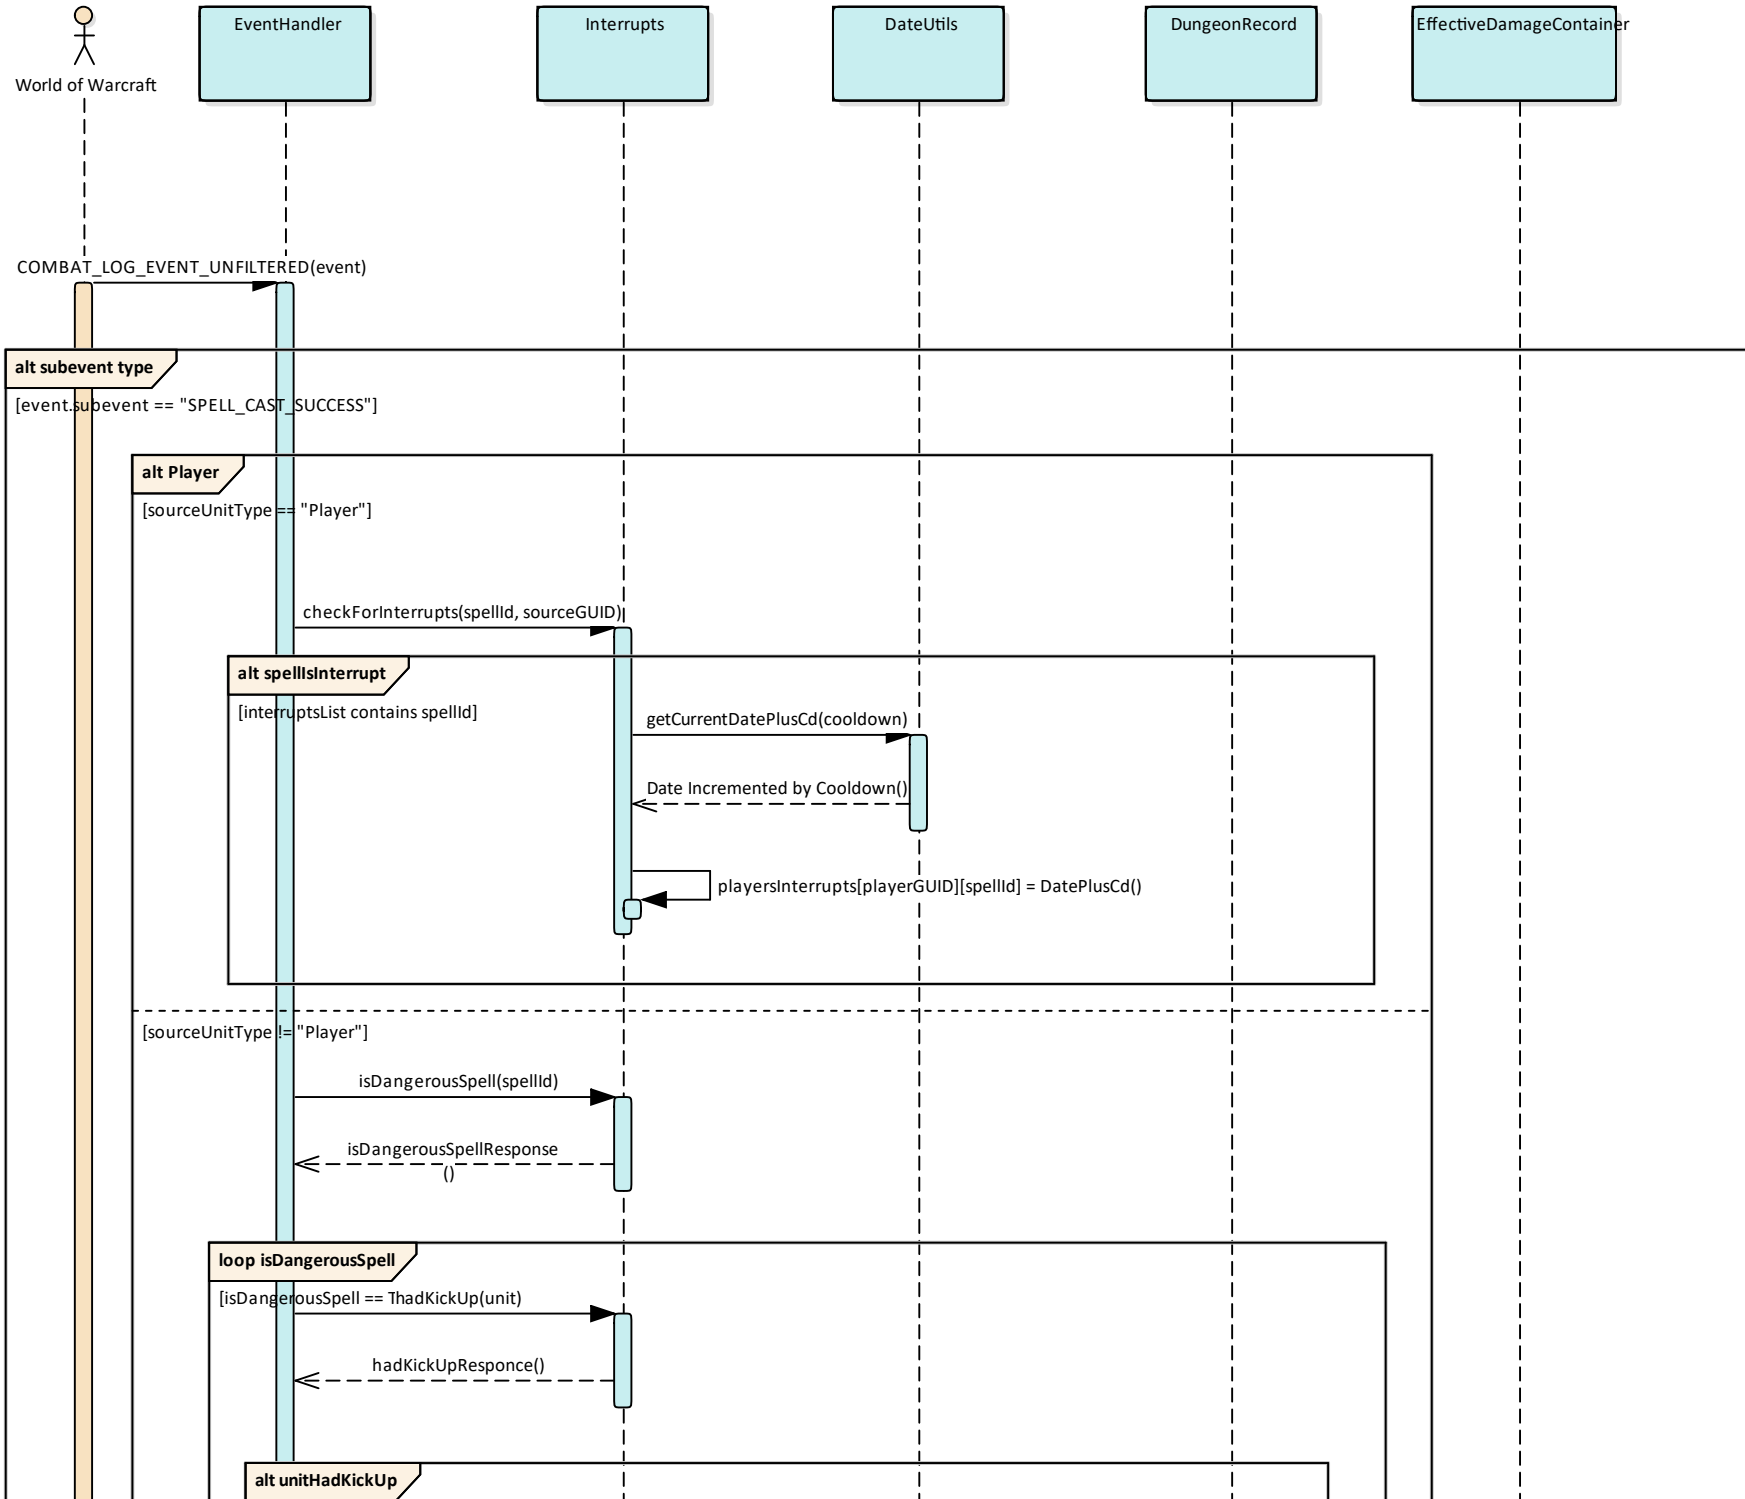 EventHandler
Interrupts
DateUtils
DungeonRecord
EffectiveDamageContainer
World of Warcraft
COMBAT_LOG_EVENT_UNFILTERED(event)
alt subevent type
[event.subevent == "SPELL_CAST_SUCCESS"]
alt Player
[sourceUnitType == "Player"]
checkForInterrupts(spellId, sourceGUID)
alt spellIsInterrupt
[interruptsList contains spellId]
getCurrentDatePlusCd(cooldown)
Date Incremented by Cooldown()
playersInterrupts[playerGUID][spellId] = DatePlusCd()
[sourceUnitType != "Player"]
isDangerousSpell(spellId)
isDangerousSpellResponse
()
loop isDangerousSpell
[isDangerousSpell == hadKickUp(unit)
hadKickUpResponce()
alt unitHadKickUp